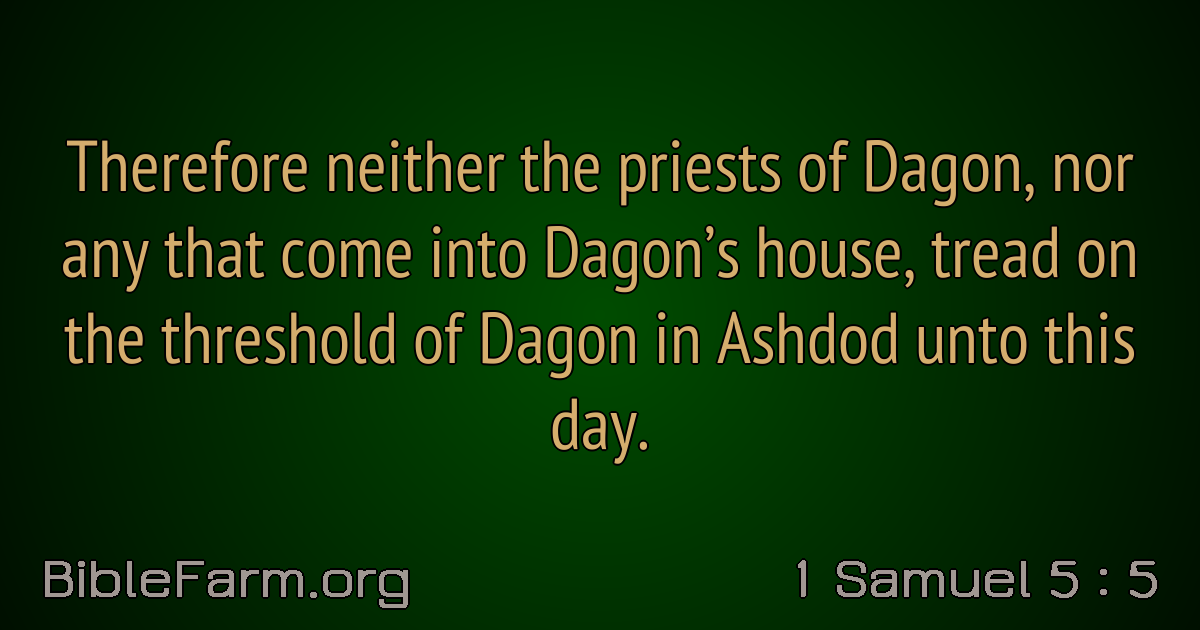 Therefore neither the priests of Dagon, nor
any that come into Dagon’s house, tread on
the threshold of Dagon in Ashdod unto this
day.
BibleFarm.org
1 Samuel 5 : 5